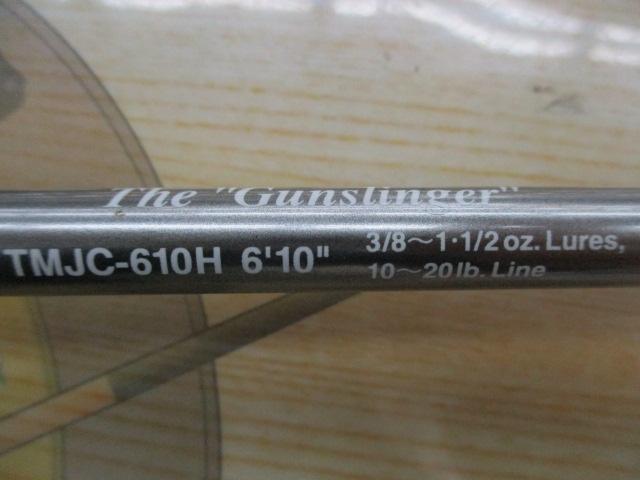 The "Gunslinger"
TMJC-610H 6'10" 3/8~1·1/2 oz. Lures,
10~20lb. Line